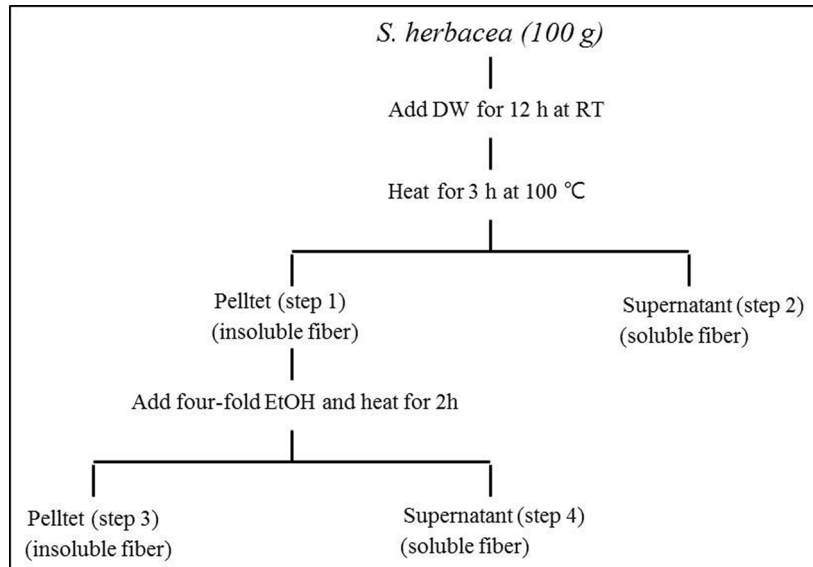 S. herbacea (100 g)
Add DW for 12 h at RT
Heat for 3 h at 100 ℃
Pelltet (step 1)
(insoluble fiber)
Supernatant (step 2)
(soluble fiber)
Add four-fold EtOH and heat for 2h
Pelltet (step 3)
(insoluble fiber)
Supernatant (step 4)
(soluble fiber)